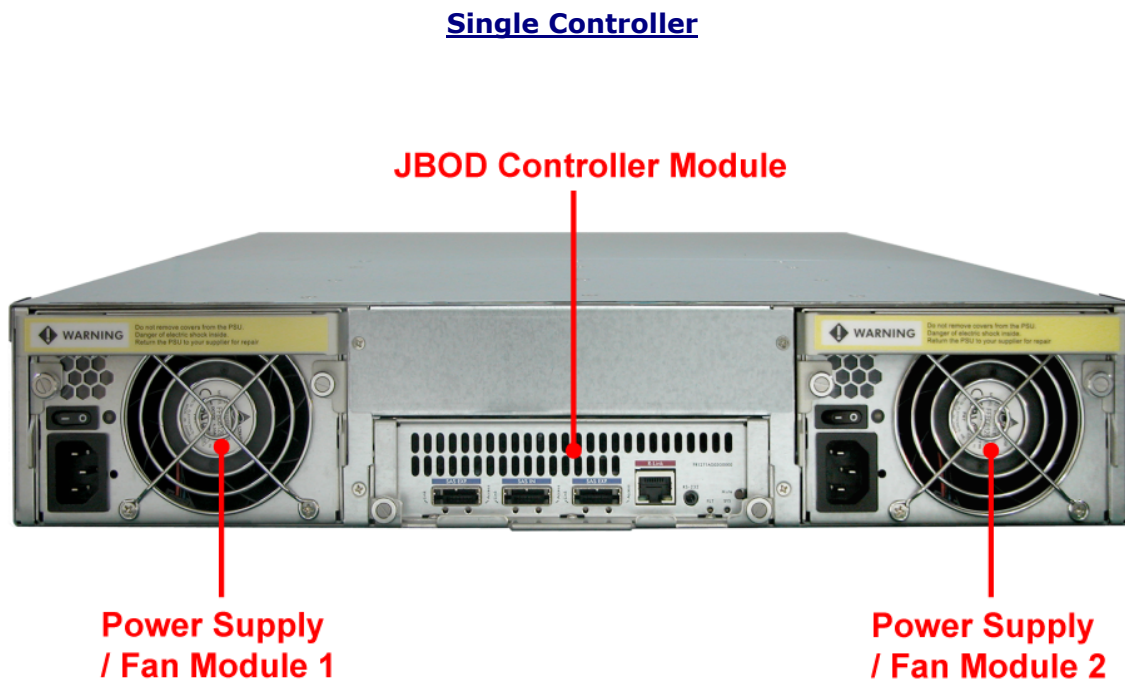 Single Controller
JBOD Controller Module
WARNING
Do not remove covers from the PSU.
Danger of electric shock inside.
Return the PSU to your supplier for repair
WARNING
Do not remove covers from the PSU.
Danger of electric shock inside.
Return the PSU to your supplier for repair
R-Link
SAS EXP
SAS IN
SAS EXP
RS-232
Power Supply
/ Fan Module 1
Power Supply
/ Fan Module 2